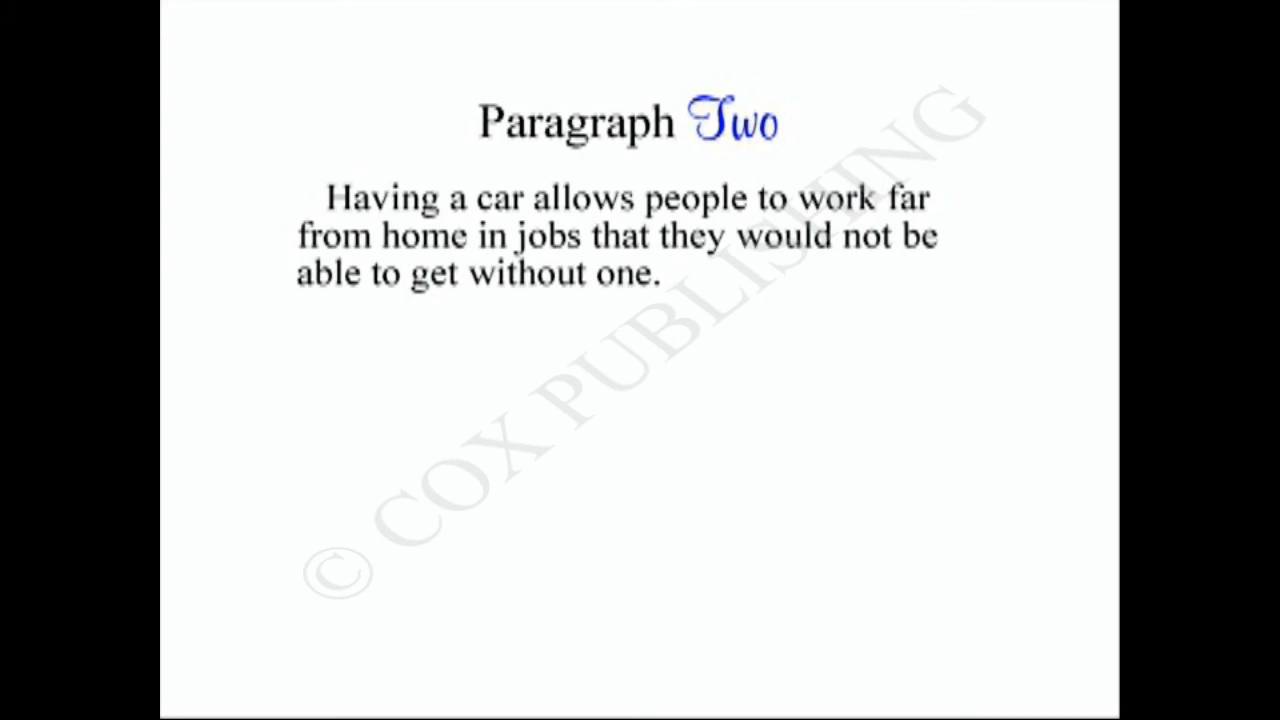 Paragraph Two
Having a car allows people to work far
from home in jobs that they would not be
able to get without one.
© COX PUBLISHING